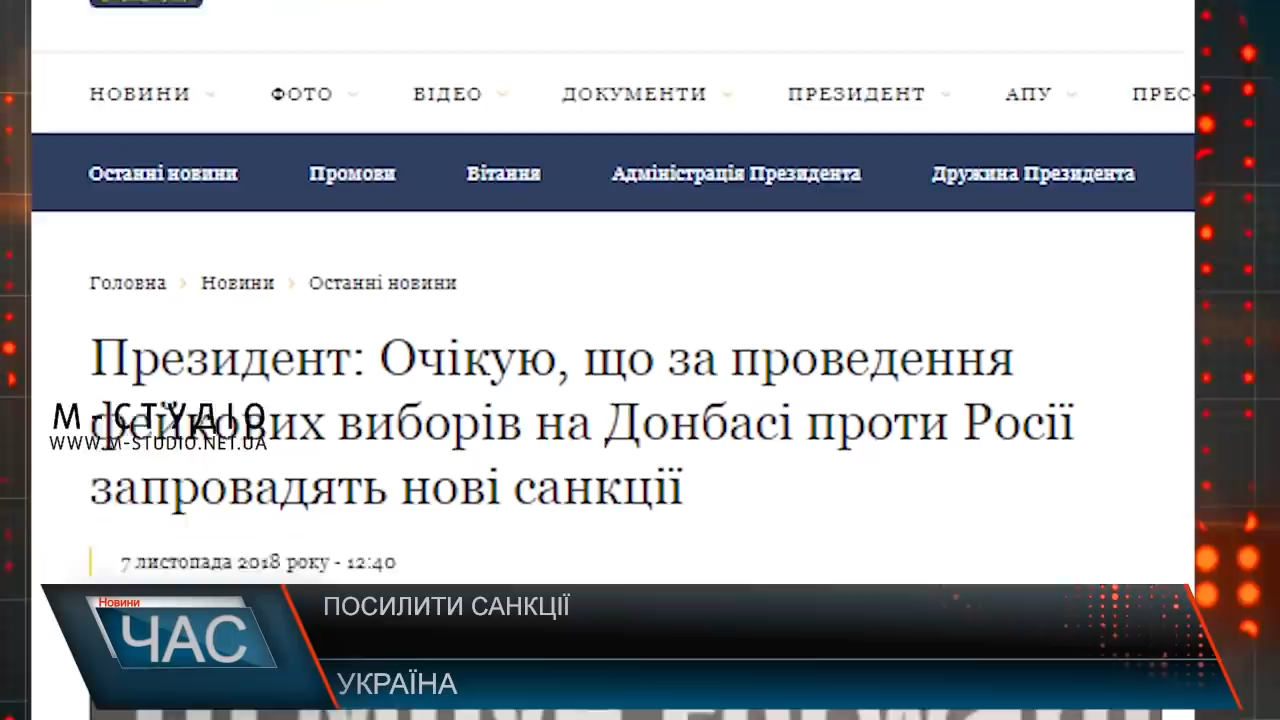 НОВИНИ ФОТО ВІДЕО ДОКУМЕНТИ ПРЕЗИДЕНТ АПУ ПРЕС-
Останні новини Промови Вітання Адміністрація Президента Дружина Президента
Головна Новини Останні новини
Президент: Очікую, що за проведення
фейкових виборів на Донбасі проти Росії
запровадять нові санкції
М-СТУДІО
WWW.M-STUDIO.NET.UA
7 листопада 2018 року - 12:40
Новини
ЧАС
ПОСИЛИТИ САНКЦІЇ
УКРАЇНА